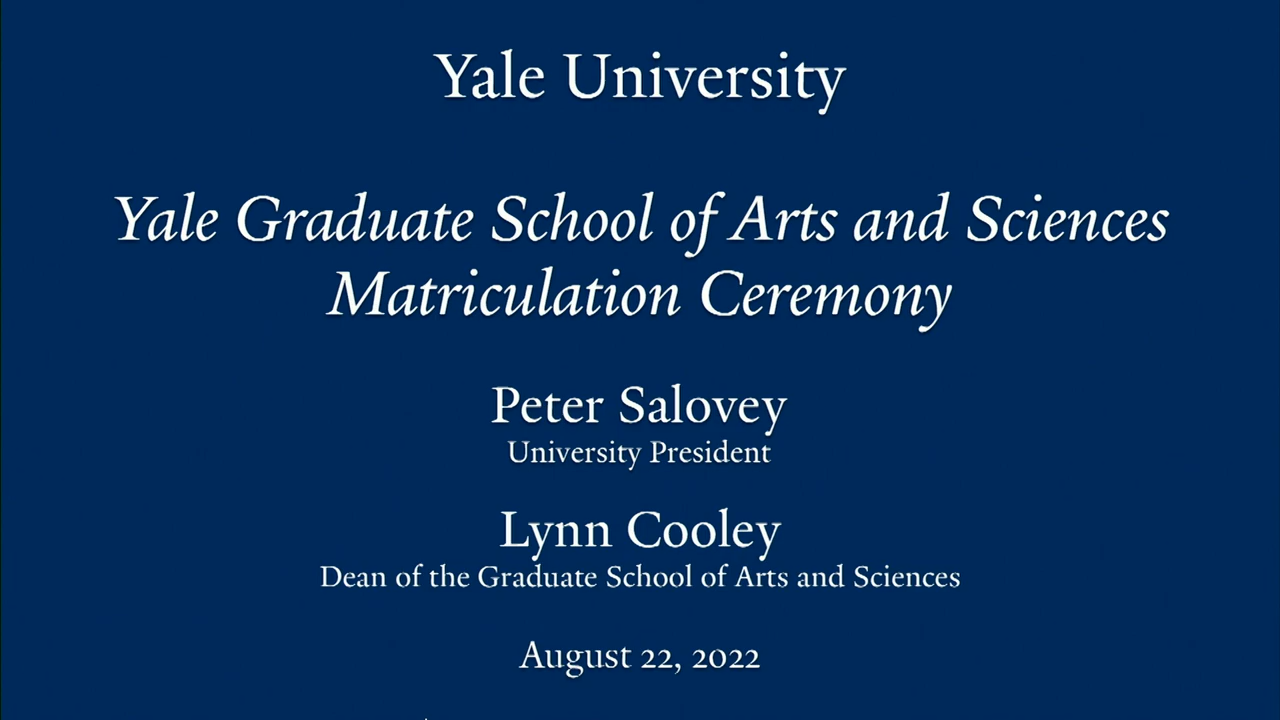 Yale University
Yale Graduate School of Arts and Sciences
Matriculation Ceremony
Peter Salovey
University President
Lynn Cooley
Dean of the Graduate School of Arts and Sciences
August 22, 2022